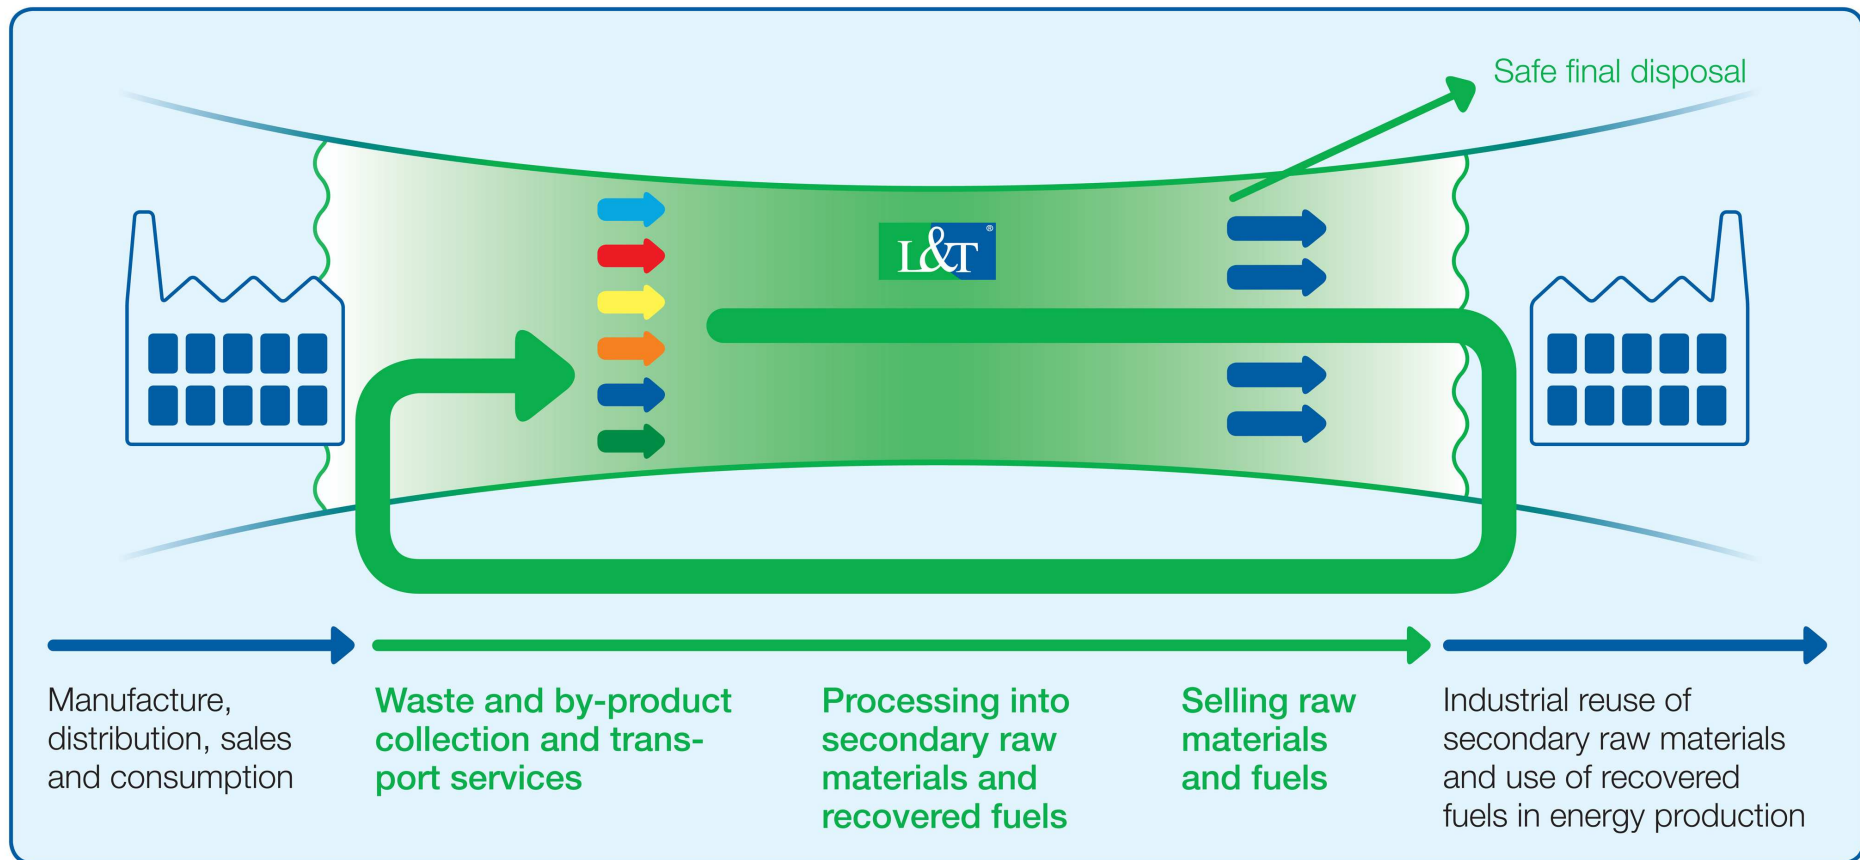 Safe final disposal
L&T®
Manufacture,
distribution, sales
and consumption
Waste and by-product
collection and trans-
port services
Processing into
secondary raw
materials and
recovered fuels
Selling raw
materials
and fuels
Industrial reuse of
secondary raw materials
and use of recovered
fuels in energy production